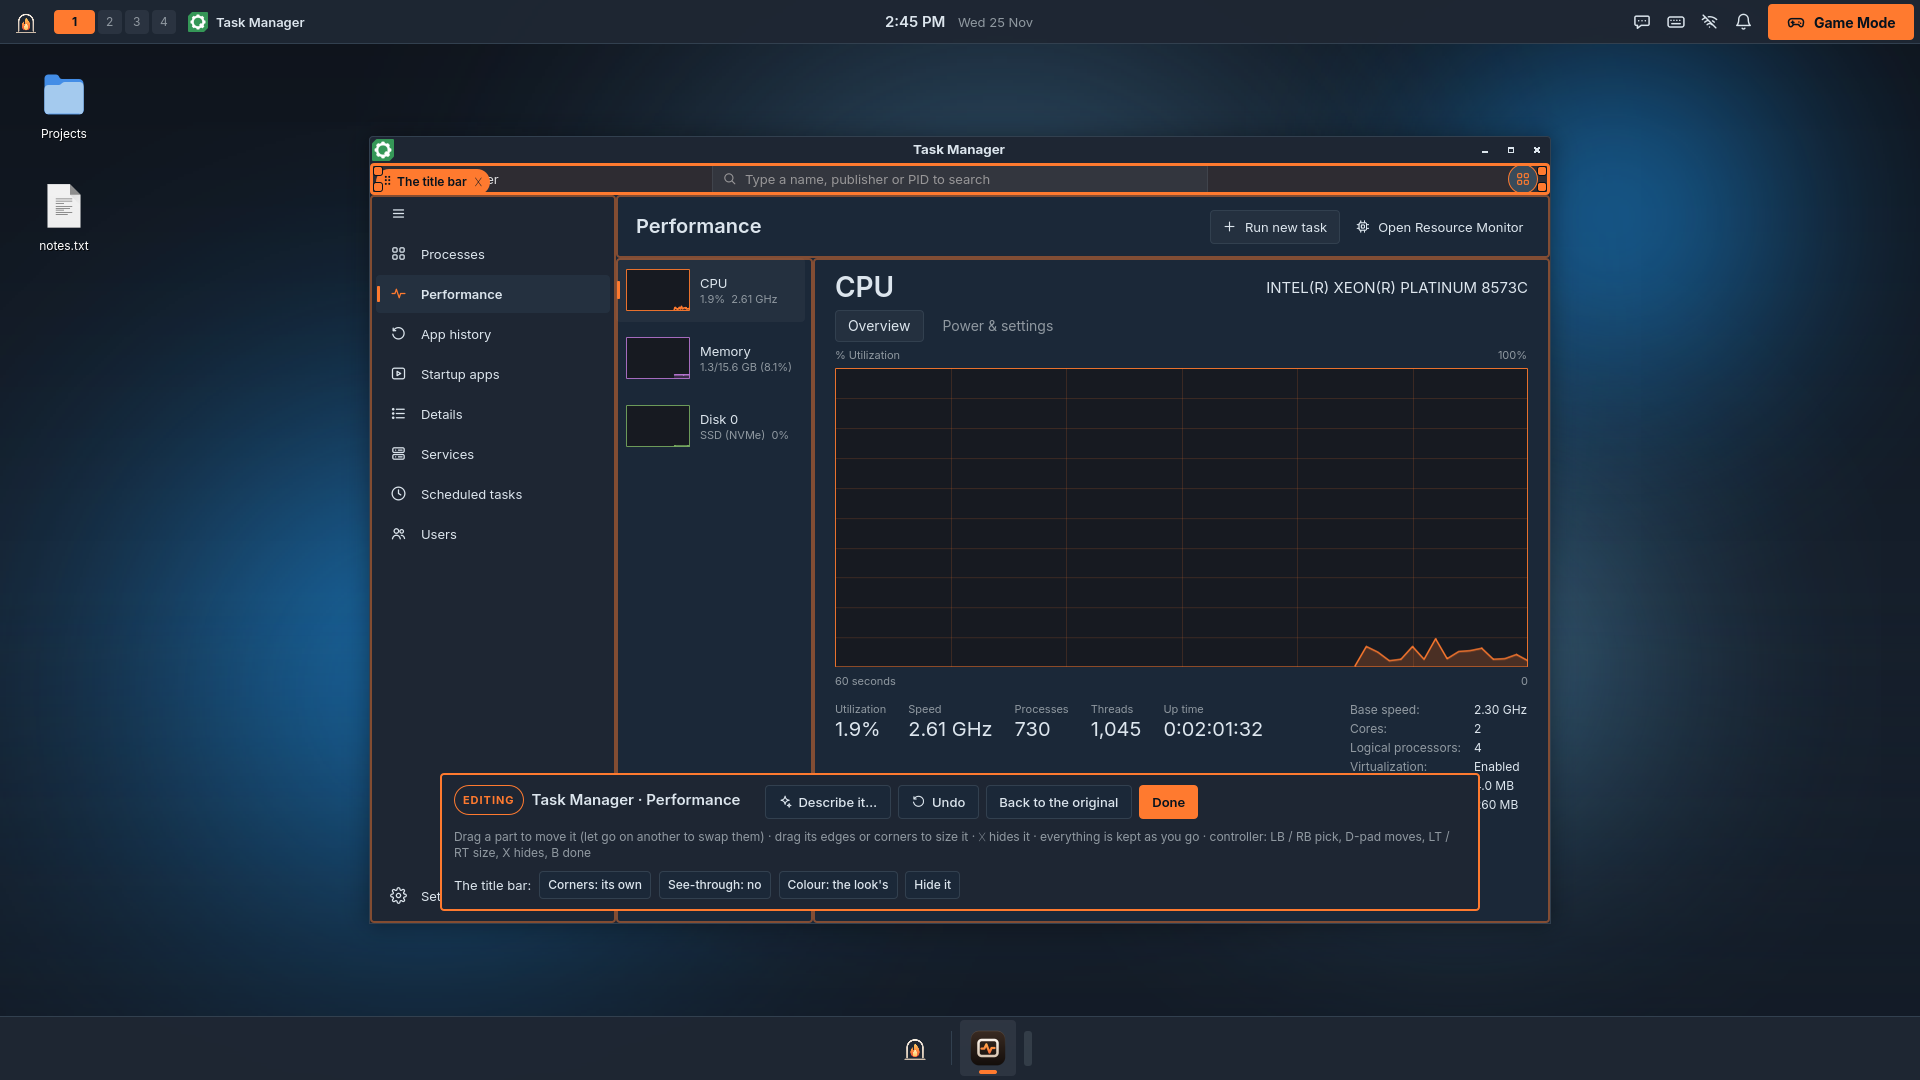 1 2 3 4 Task Manager 2:45 PM Wed 25 Nov Game Mode
Projects
notes.txt
Task Manager
The title bar X er Type a name, publisher or PID to search
Performance Run new task Open Resource Monitor
Processes
Performance
App history
Startup apps
Details
Services
Scheduled tasks
Users
CPU
1.9% 2.61 GHz
Memory
1.3/15.6 GB (8.1%)
Disk 0
SSD (NVMe) 0%
CPU INTEL(R) XEON(R) PLATINUM 8573C
Overview Power & settings
% Utilization 100%
60 seconds 0
Utilization Speed Processes Threads Up time
1.9% 2.61 GHz 730 1,045 0:02:01:32
Base speed: 2.30 GHz
Cores: 2
Logical processors: 4
Virtualization: Enabled
.0 MB
60 MB
EDITING Task Manager · Performance Describe it... Undo Back to the original Done
Drag a part to move it (let go on another to swap them) · drag its edges or corners to size it · X hides it · everything is kept as you go · controller: LB / RB pick, D-pad moves, LT /
RT size, X hides, B done
The title bar: Corners: its own See-through: no Colour: the look's Hide it
Set